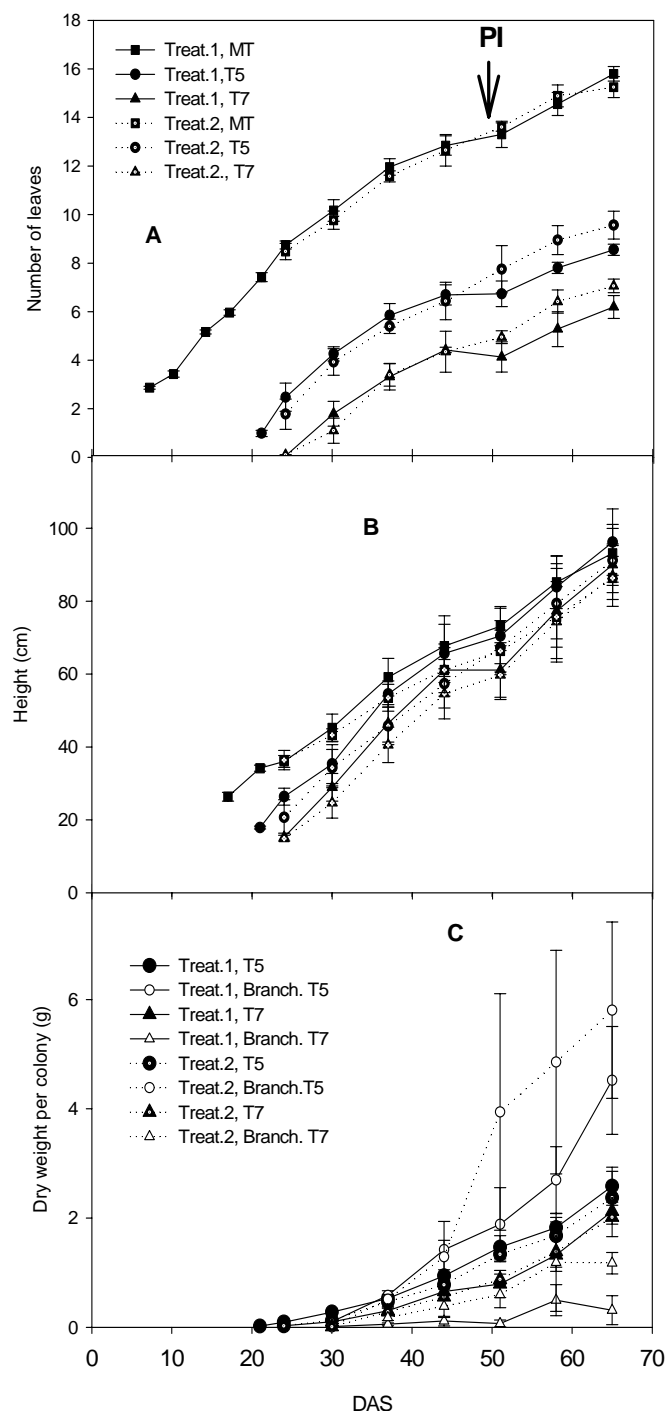 PI
Treat.1, MT
Treat.1,T5
Treat.1, T7
Treat.2, MT
Treat.2, T5
Treat.2., T7
A
18
16
14
12
10
8
6
4
2
0
Number of leaves
B
100
80
60
40
20
0
Height (cm)
C
Treat.1, T5
Treat.1, Branch. T5
Treat.1, T7
Treat.1, Branch. T7
Treat.2, T5
Treat.2, Branch.T5
Treat.2, T7
Treat.2, Branch. T7
6
4
2
0
Dry weight per colony (g)
0 10 20 30 40 50 60 70
DAS